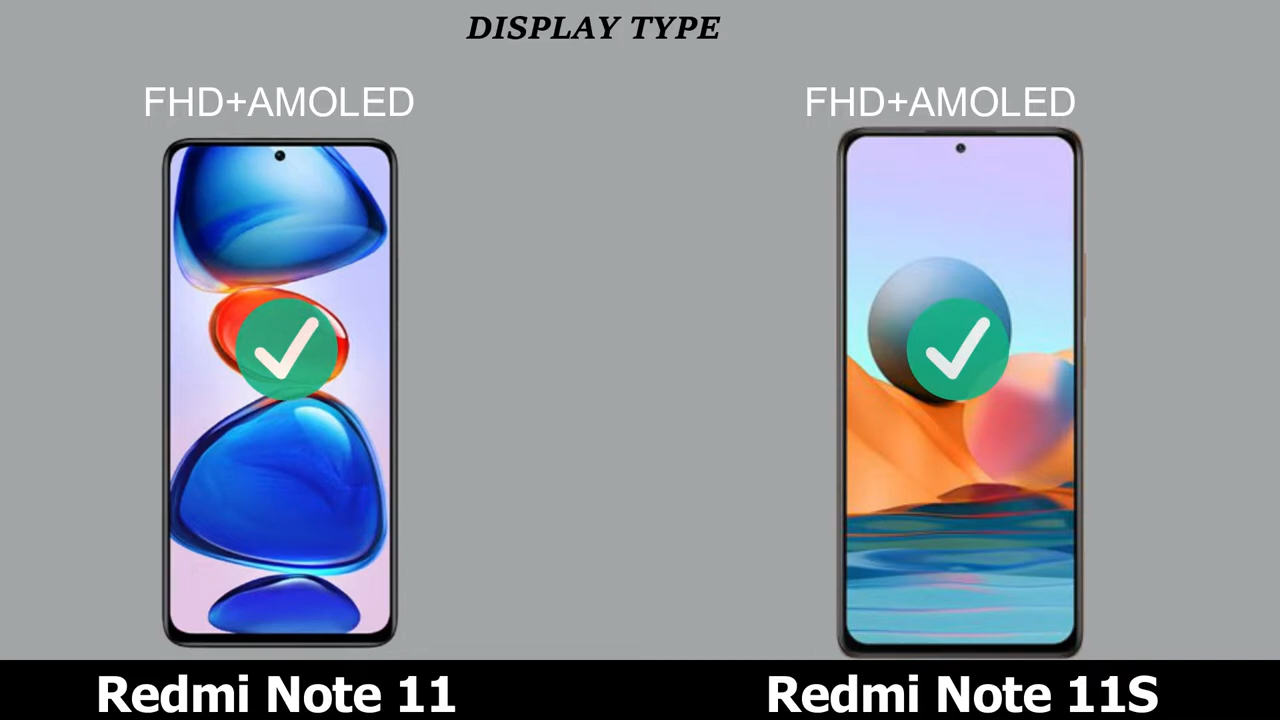 DISPLAY TYPE
FHD+AMOLED
FHD+AMOLED
Redmi Note 11
Redmi Note 11S